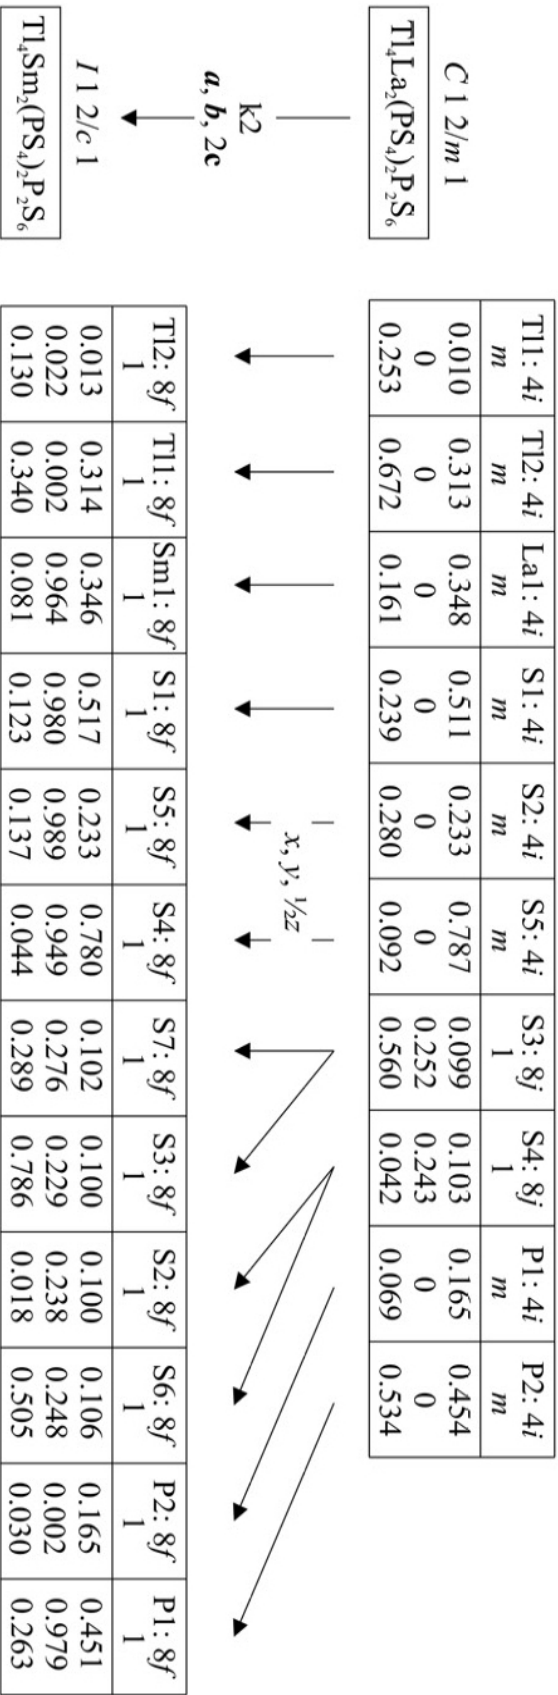 C 1 2/m 1
Tl₄La₂(PS₄)₂P₂S₆
Tl1: 4i
m
0.010
0
0.253
Tl2: 4i
m
0.313
0
0.672
La1: 4i
m
0.348
0
0.161
S1: 4i
m
0.511
0
0.239
S2: 4i
m
0.233
0
0.280
S5: 4i
m
0.787
0
0.092
S3: 8j
1
0.099
0.252
0.560
S4: 8j
1
0.103
0.243
0.042
P1: 4i
m
0.165
0
0.069
P2: 4i
m
0.454
0
0.534
k2
a, b, 2c
x, y, ½z
I 1 2/c 1
Tl₄Sm₂(PS₄)₂P₂S₆
Tl2: 8f
1
0.013
0.022
0.130
Tl1: 8f
1
0.314
0.002
0.340
Sm1: 8f
1
0.346
0.964
0.081
S1: 8f
1
0.517
0.980
0.123
S5: 8f
1
0.233
0.989
0.137
S4: 8f
1
0.780
0.949
0.044
S7: 8f
1
0.102
0.276
0.289
S3: 8f
1
0.100
0.229
0.786
S2: 8f
1
0.100
0.238
0.018
S6: 8f
1
0.106
0.248
0.505
P2: 8f
1
0.165
0.002
0.030
P1: 8f
1
0.451
0.979
0.263